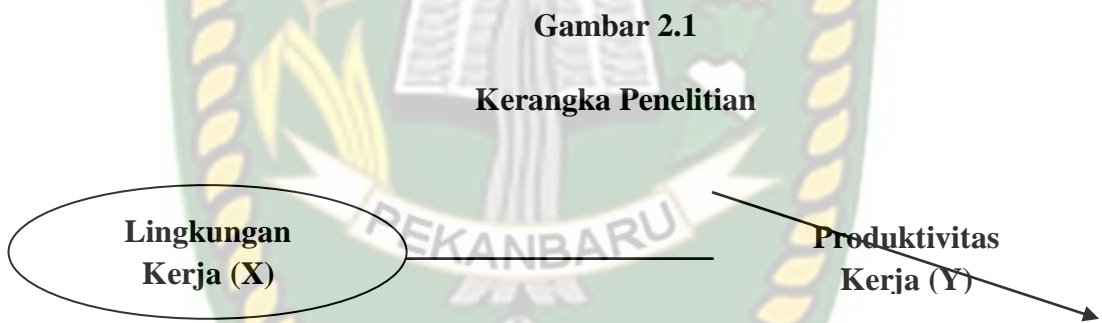 Gambar 2.1
Kerangka Penelitian
PEKANBARU
Lingkungan
Kerja (X)
Produktivitas
Kerja (Y)